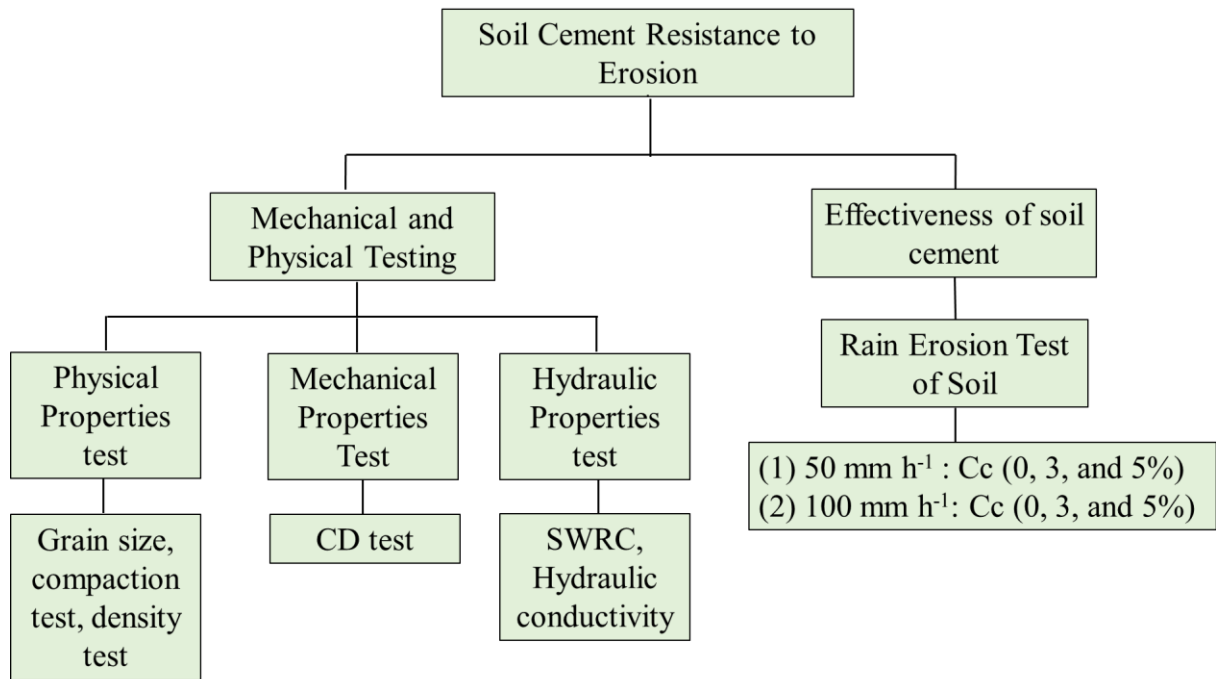 Soil Cement Resistance to
Erosion
Mechanical and
Physical Testing
Effectiveness of soil
cement
Physical
Properties
test
Mechanical
Properties
Test
Hydraulic
Properties
test
Rain Erosion Test
of Soil
Grain size,
compaction
test, density
test
CD test
SWRC,
Hydraulic
conductivity
(1) 50 mm h⁻¹ : Cc (0, 3, and 5%)
(2) 100 mm h⁻¹: Cc (0, 3, and 5%)